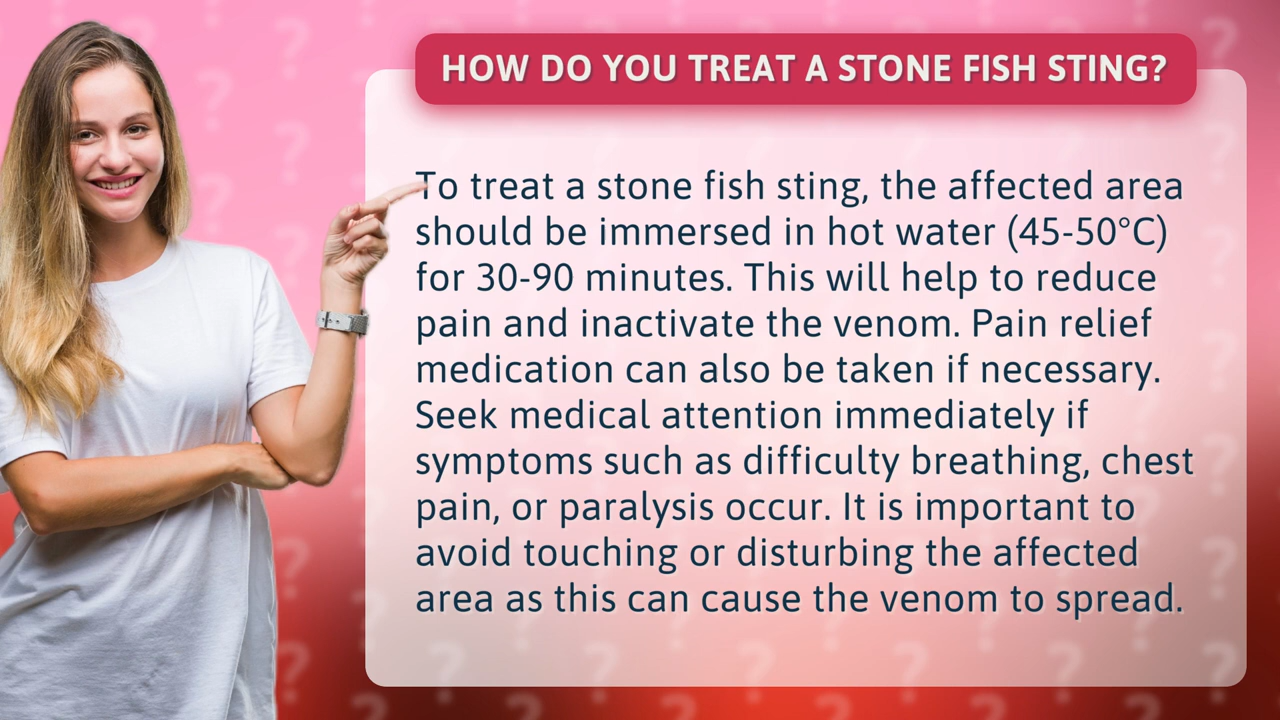 HOW DO YOU TREAT A STONE FISH STING?
To treat a stone fish sting, the affected area
should be immersed in hot water (45-50°C)
for 30-90 minutes. This will help to reduce
pain and inactivate the venom. Pain relief
medication can also be taken if necessary.
Seek medical attention immediately if
symptoms such as difficulty breathing, chest
pain, or paralysis occur. It is important to
avoid touching or disturbing the affected
area as this can cause the venom to spread.